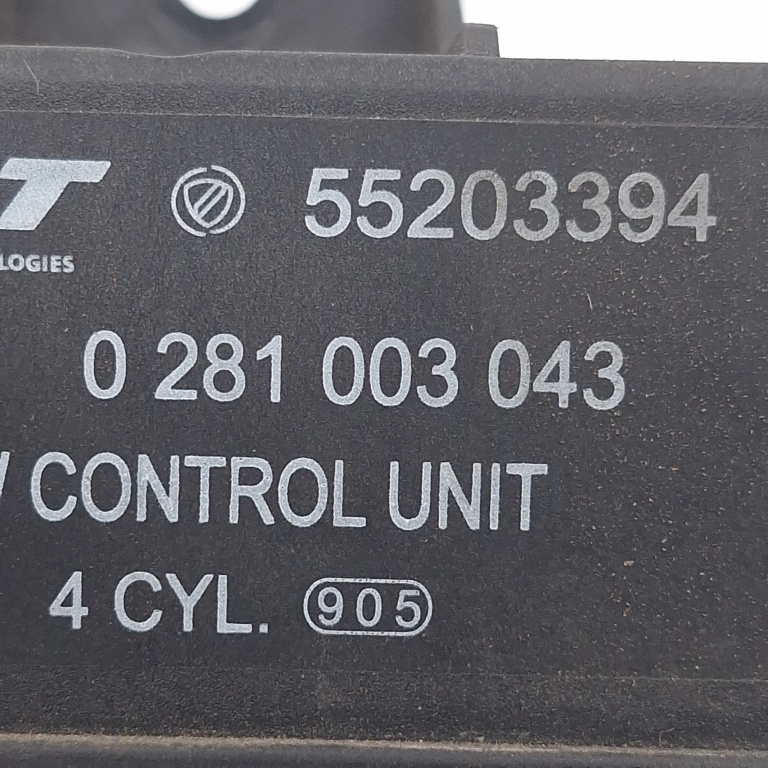 T 55203394
LOGIES
0 281 003 043
CONTROL UNIT
4 CYL. 905